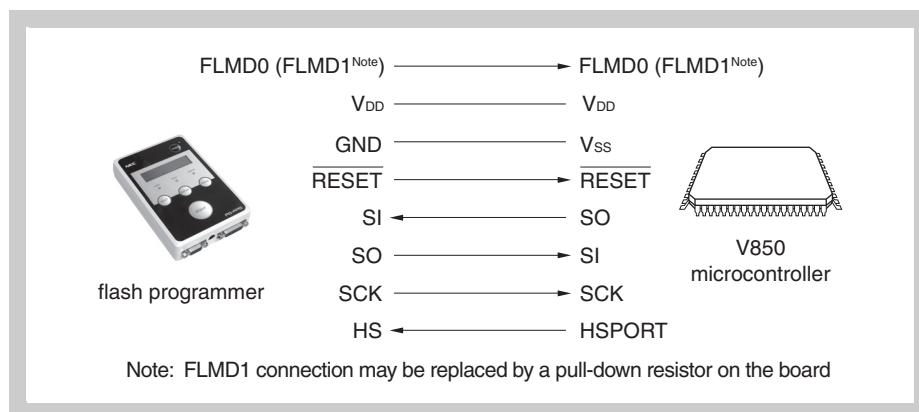 FLMD0 (FLMD1Note) FLMD0 (FLMD1Note)
VDD VDD
GND VSS
RESET RESET
SI SO
SO SI
SCK SCK
HS HSPORT
flash programmer
V850
microcontroller
Note: FLMD1 connection may be replaced by a pull-down resistor on the board